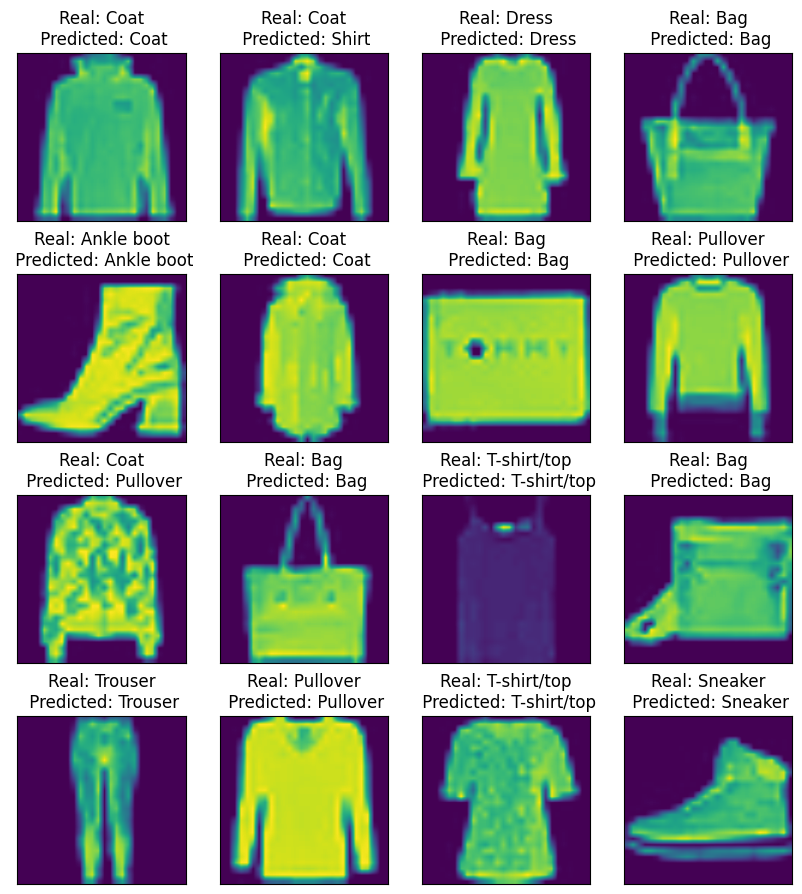 Real: Coat
Predicted: Coat
Real: Coat
Predicted: Shirt
Real: Dress
Predicted: Dress
Real: Bag
Predicted: Bag
Real: Ankle boot
Predicted: Ankle boot
Real: Coat
Predicted: Coat
Real: Bag
Predicted: Bag
TOMMY
Real: Pullover
Predicted: Pullover
Real: Coat
Predicted: Pullover
Real: Bag
Predicted: Bag
Real: T-shirt/top
Predicted: T-shirt/top
Real: Bag
Predicted: Bag
Real: Trouser
Predicted: Trouser
Real: Pullover
Predicted: Pullover
Real: T-shirt/top
Predicted: T-shirt/top
Real: Sneaker
Predicted: Sneaker